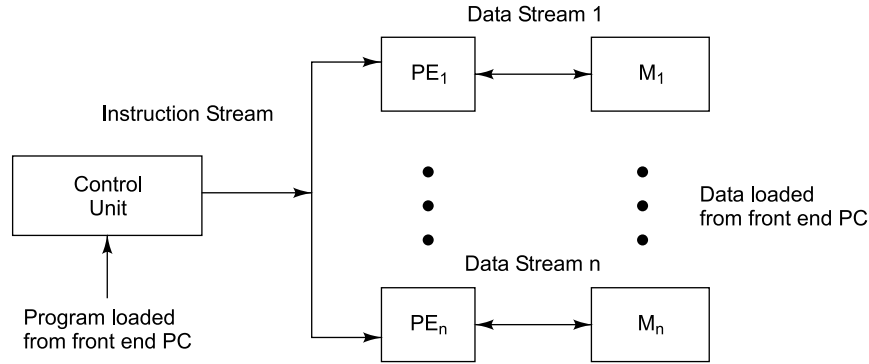 Data Stream 1
PE₁
M₁
Instruction Stream
Control
Unit
Data loaded
from front end PC
Data Stream n
Program loaded
from front end PC
PEₙ
Mₙ